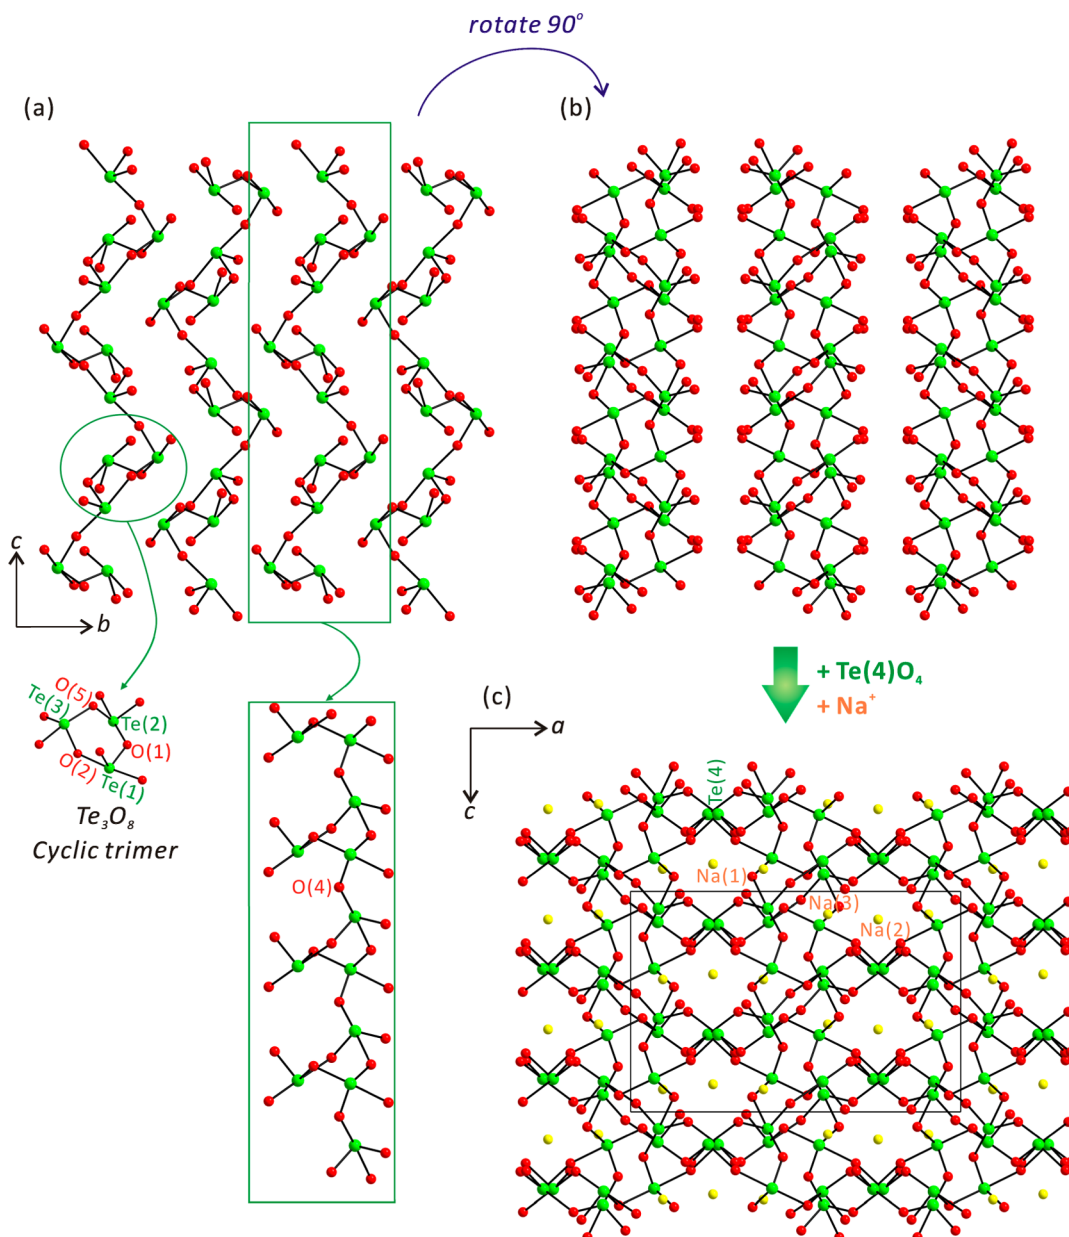 rotate 90°
(a)
(b)
c
b
+ Te(4)O₄
+ Na⁺
(c)
a
c
Te(4)
O(5)
Te(3)
Te(2)
O(1)
O(2)
Te(1)
Te₃O₈
Cyclic trimer
O(4)
Na(1)
Na(3)
Na(2)